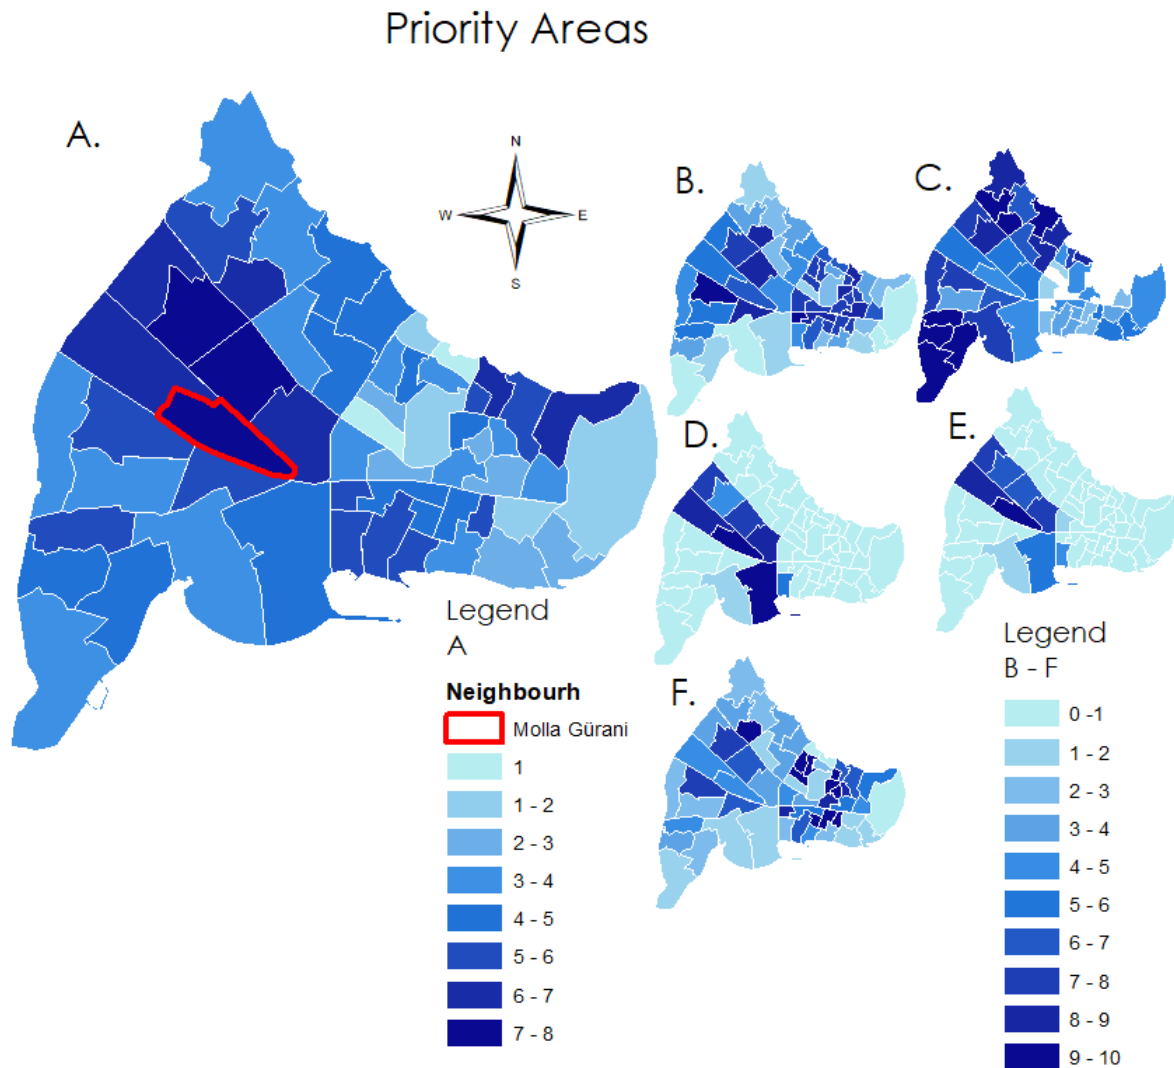 Priority Areas
A.
N
W
E
S
B.
C.
D.
E.
F.
Legend
A
Neighbourh
Molla Gürani
1
1 - 2
2 - 3
3 - 4
4 - 5
5 - 6
6 - 7
7 - 8
Legend
B - F
0 -1
1 - 2
2 - 3
3 - 4
4 - 5
5 - 6
6 - 7
7 - 8
8 - 9
9 - 10